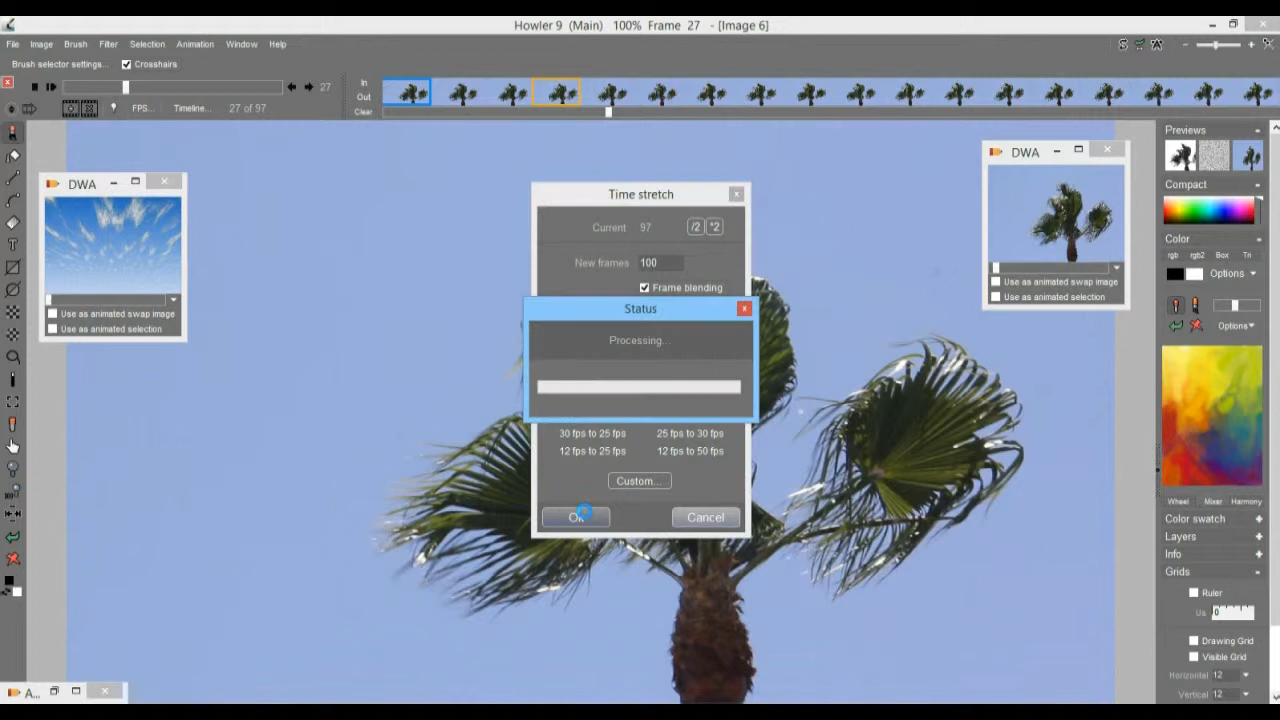 Howler 9 (Main) 100% Frame 27 - [Image 6]
File Image Brush Filter Selection Animation Window Help
Brush selector settings... Crosshairs
27
In
Out
Clear
FPS... Timeline... 27 of 97
Previews
DWA
Use as animated swap image
Use as animated selection
DWA
Use as animated swap image
Use as animated selection
Time stretch
Current 97 /2 *2
New frames 100
Frame blending
Status
Processing...
30 fps to 25 fps 25 fps to 30 fps
12 fps to 25 fps 12 fps to 50 fps
Custom...
Ok Cancel
Compact
Color
rgb rgb2 Box Tri
Options
Options
Wheel Mixer Harmony
Color swatch
Layers
Info
Grids
Ruler
Us 0
Drawing Grid
Visible Grid
Horizontal 12
Vertical 12
A...